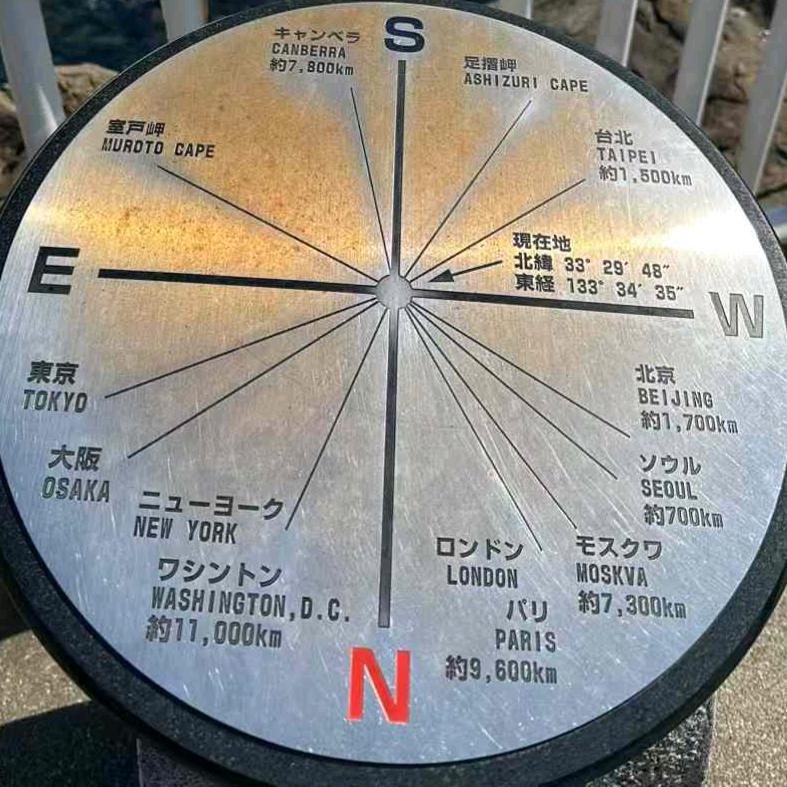 キャンベラ
CANBERRA
約7,800km
S
足摺岬
ASHIZURI CAPE
室戸岬
MUROTO CAPE
台北
TAIPEI
約1,500km
現在地
北緯 33° 29′ 48″
東経 133° 34′ 35″
E
W
東京
TOKYO
北京
BEIJING
約1,700km
大阪
OSAKA
ソウル
SEOUL
約700km
ニューヨーク
NEW YORK
ワシントン
WASHINGTON,D.C.
約11,000km
ロンドン
LONDON
パリ
PARIS
約9,600km
モスクワ
MOSKVA
約7,300km
N